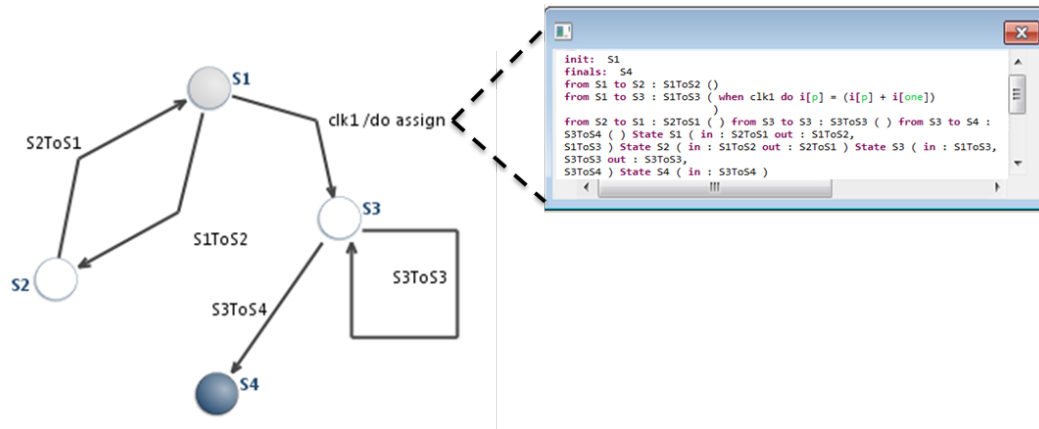 S1
clk1 /do assign
S2ToS1
S3
S1ToS2
S2
S3ToS3
S3ToS4
S4
init:  S1
finals:  S4
from S1 to S2 : S1ToS2 ()
from S1 to S3 : S1ToS3 ( when clk1 do i[p] = (i[p] + i[one])
)
from S2 to S1 : S2ToS1 ( ) from S3 to S3 : S3ToS3 ( ) from S3 to S4 :
S3ToS4 ( ) State S1 ( in : S2ToS1 out : S1ToS2,
S1ToS3 ) State S2 ( in : S1ToS2 out : S2ToS1 ) State S3 ( in : S1ToS3,
S3ToS3 out : S3ToS3,
S3ToS4 ) State S4 ( in : S3ToS4 )